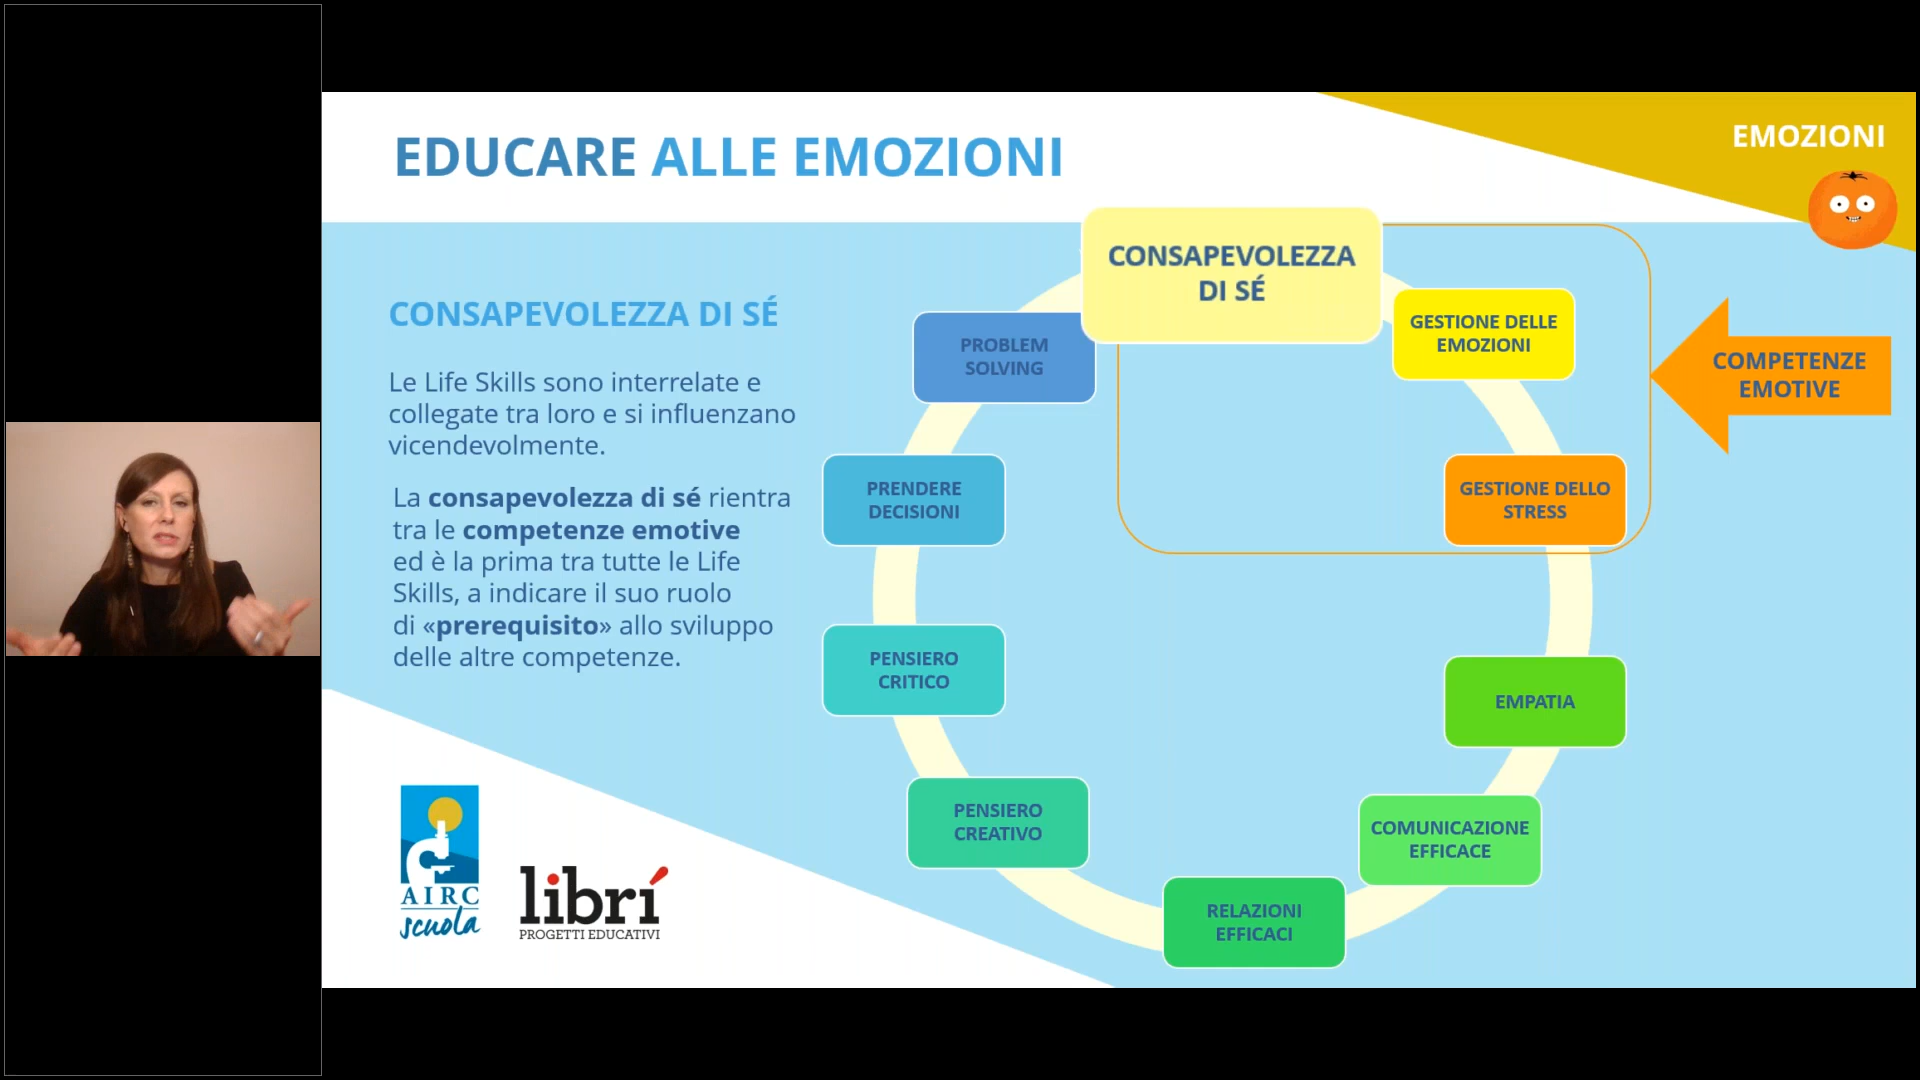 EDUCARE ALLE EMOZIONI
EMOZIONI
CONSAPEVOLEZZA DI SÉ
Le Life Skills sono interrelate e
collegate tra loro e si influenzano
vicendevolmente.
La consapevolezza di sé rientra
tra le competenze emotive
ed è la prima tra tutte le Life
Skills, a indicare il suo ruolo
di «prerequisito» allo sviluppo
delle altre competenze.
CONSAPEVOLEZZA
DI SÉ
GESTIONE DELLE
EMOZIONI
GESTIONE DELLO
STRESS
EMPATIA
COMUNICAZIONE
EFFICACE
RELAZIONI
EFFICACI
PENSIERO
CREATIVO
PENSIERO
CRITICO
PRENDERE
DECISIONI
PROBLEM
SOLVING
COMPETENZE
EMOTIVE
AIRC
scuola
librí
PROGETTI EDUCATIVI